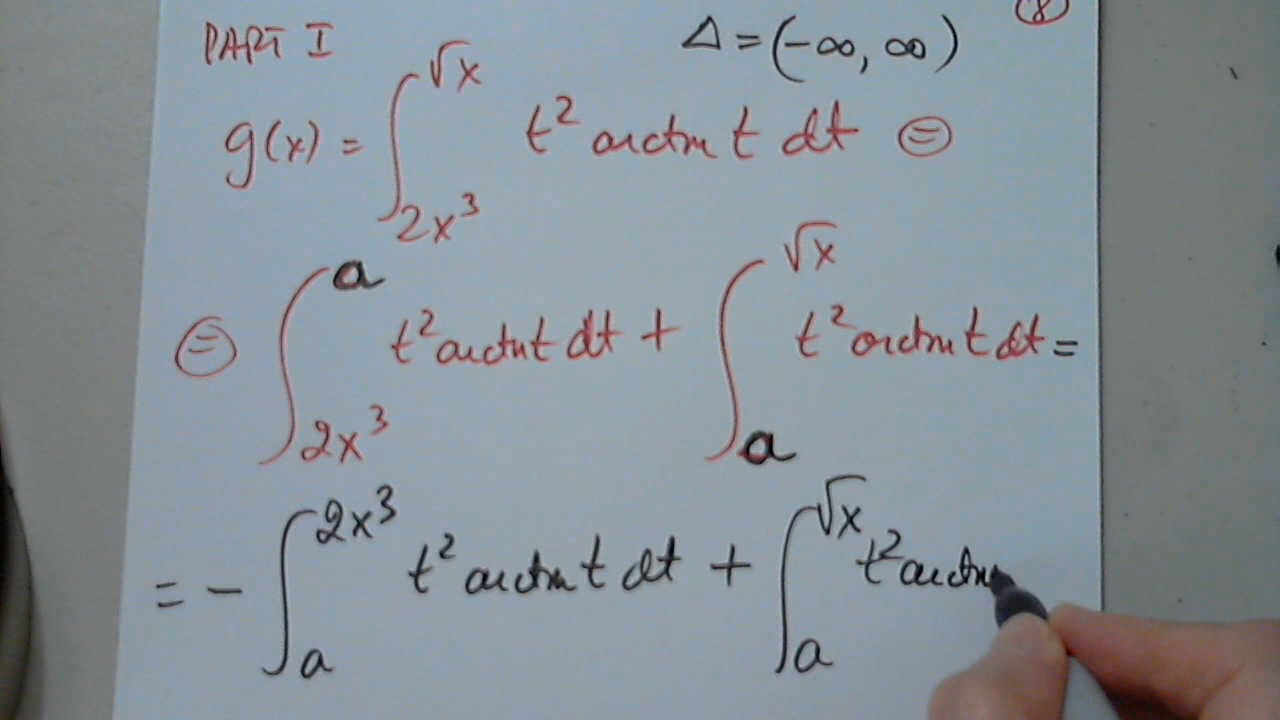 PART I Δ = (-∞, ∞)
g(x) = ∫_{2x³}^{√x} t² arctan t dt ⊜
⊜ ∫_{2x³}^{a} t² arctan t dt + ∫_{a}^{√x} t² arctan t dt =
= - ∫_{a}^{2x³} t² arctan t dt + ∫_{a}^{√x} t² arctan